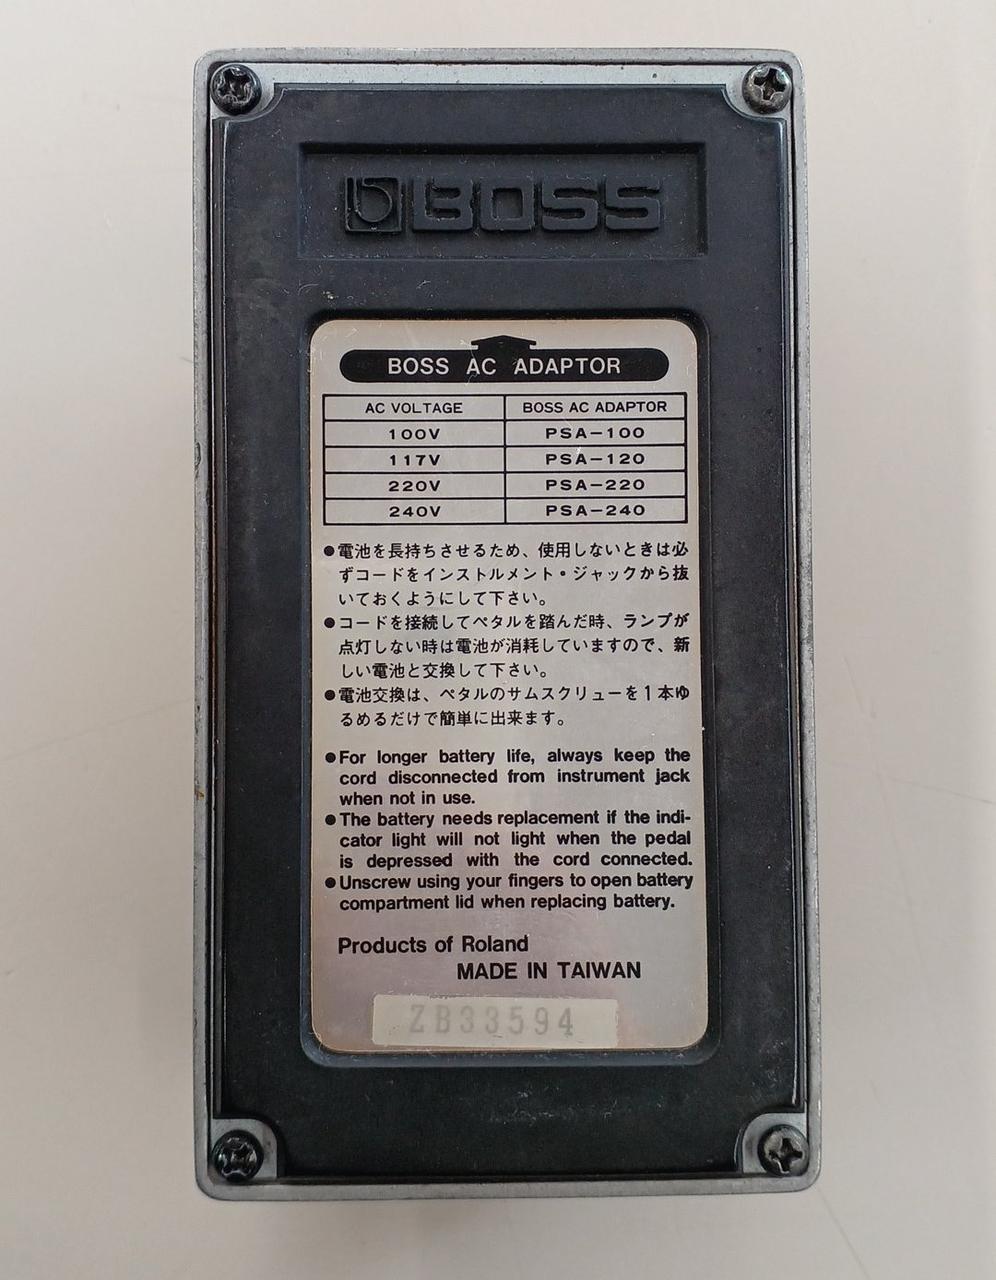 BOSS
BOSS AC ADAPTOR
AC VOLTAGE BOSS AC ADAPTOR
100V PSA-100
117V PSA-120
220V PSA-220
240V PSA-240
●電池を長持ちさせるため、使用しないときは必
ずコードをインストルメント・ジャックから抜
いておくようにして下さい。
●コードを接続してペタルを踏んだ時、ランプが
点灯しない時は電池が消耗していますので、新
しい電池と交換して下さい。
●電池交換は、ペタルのサムスクリューを1本ゆ
るめるだけで簡単に出来ます。
●For longer battery life, always keep the
cord disconnected from instrument jack
when not in use.
●The battery needs replacement if the indi-
cator light will not light when the pedal
is depressed with the cord connected.
●Unscrew using your fingers to open battery
compartment lid when replacing battery.
Products of Roland
MADE IN TAIWAN
ZB33594